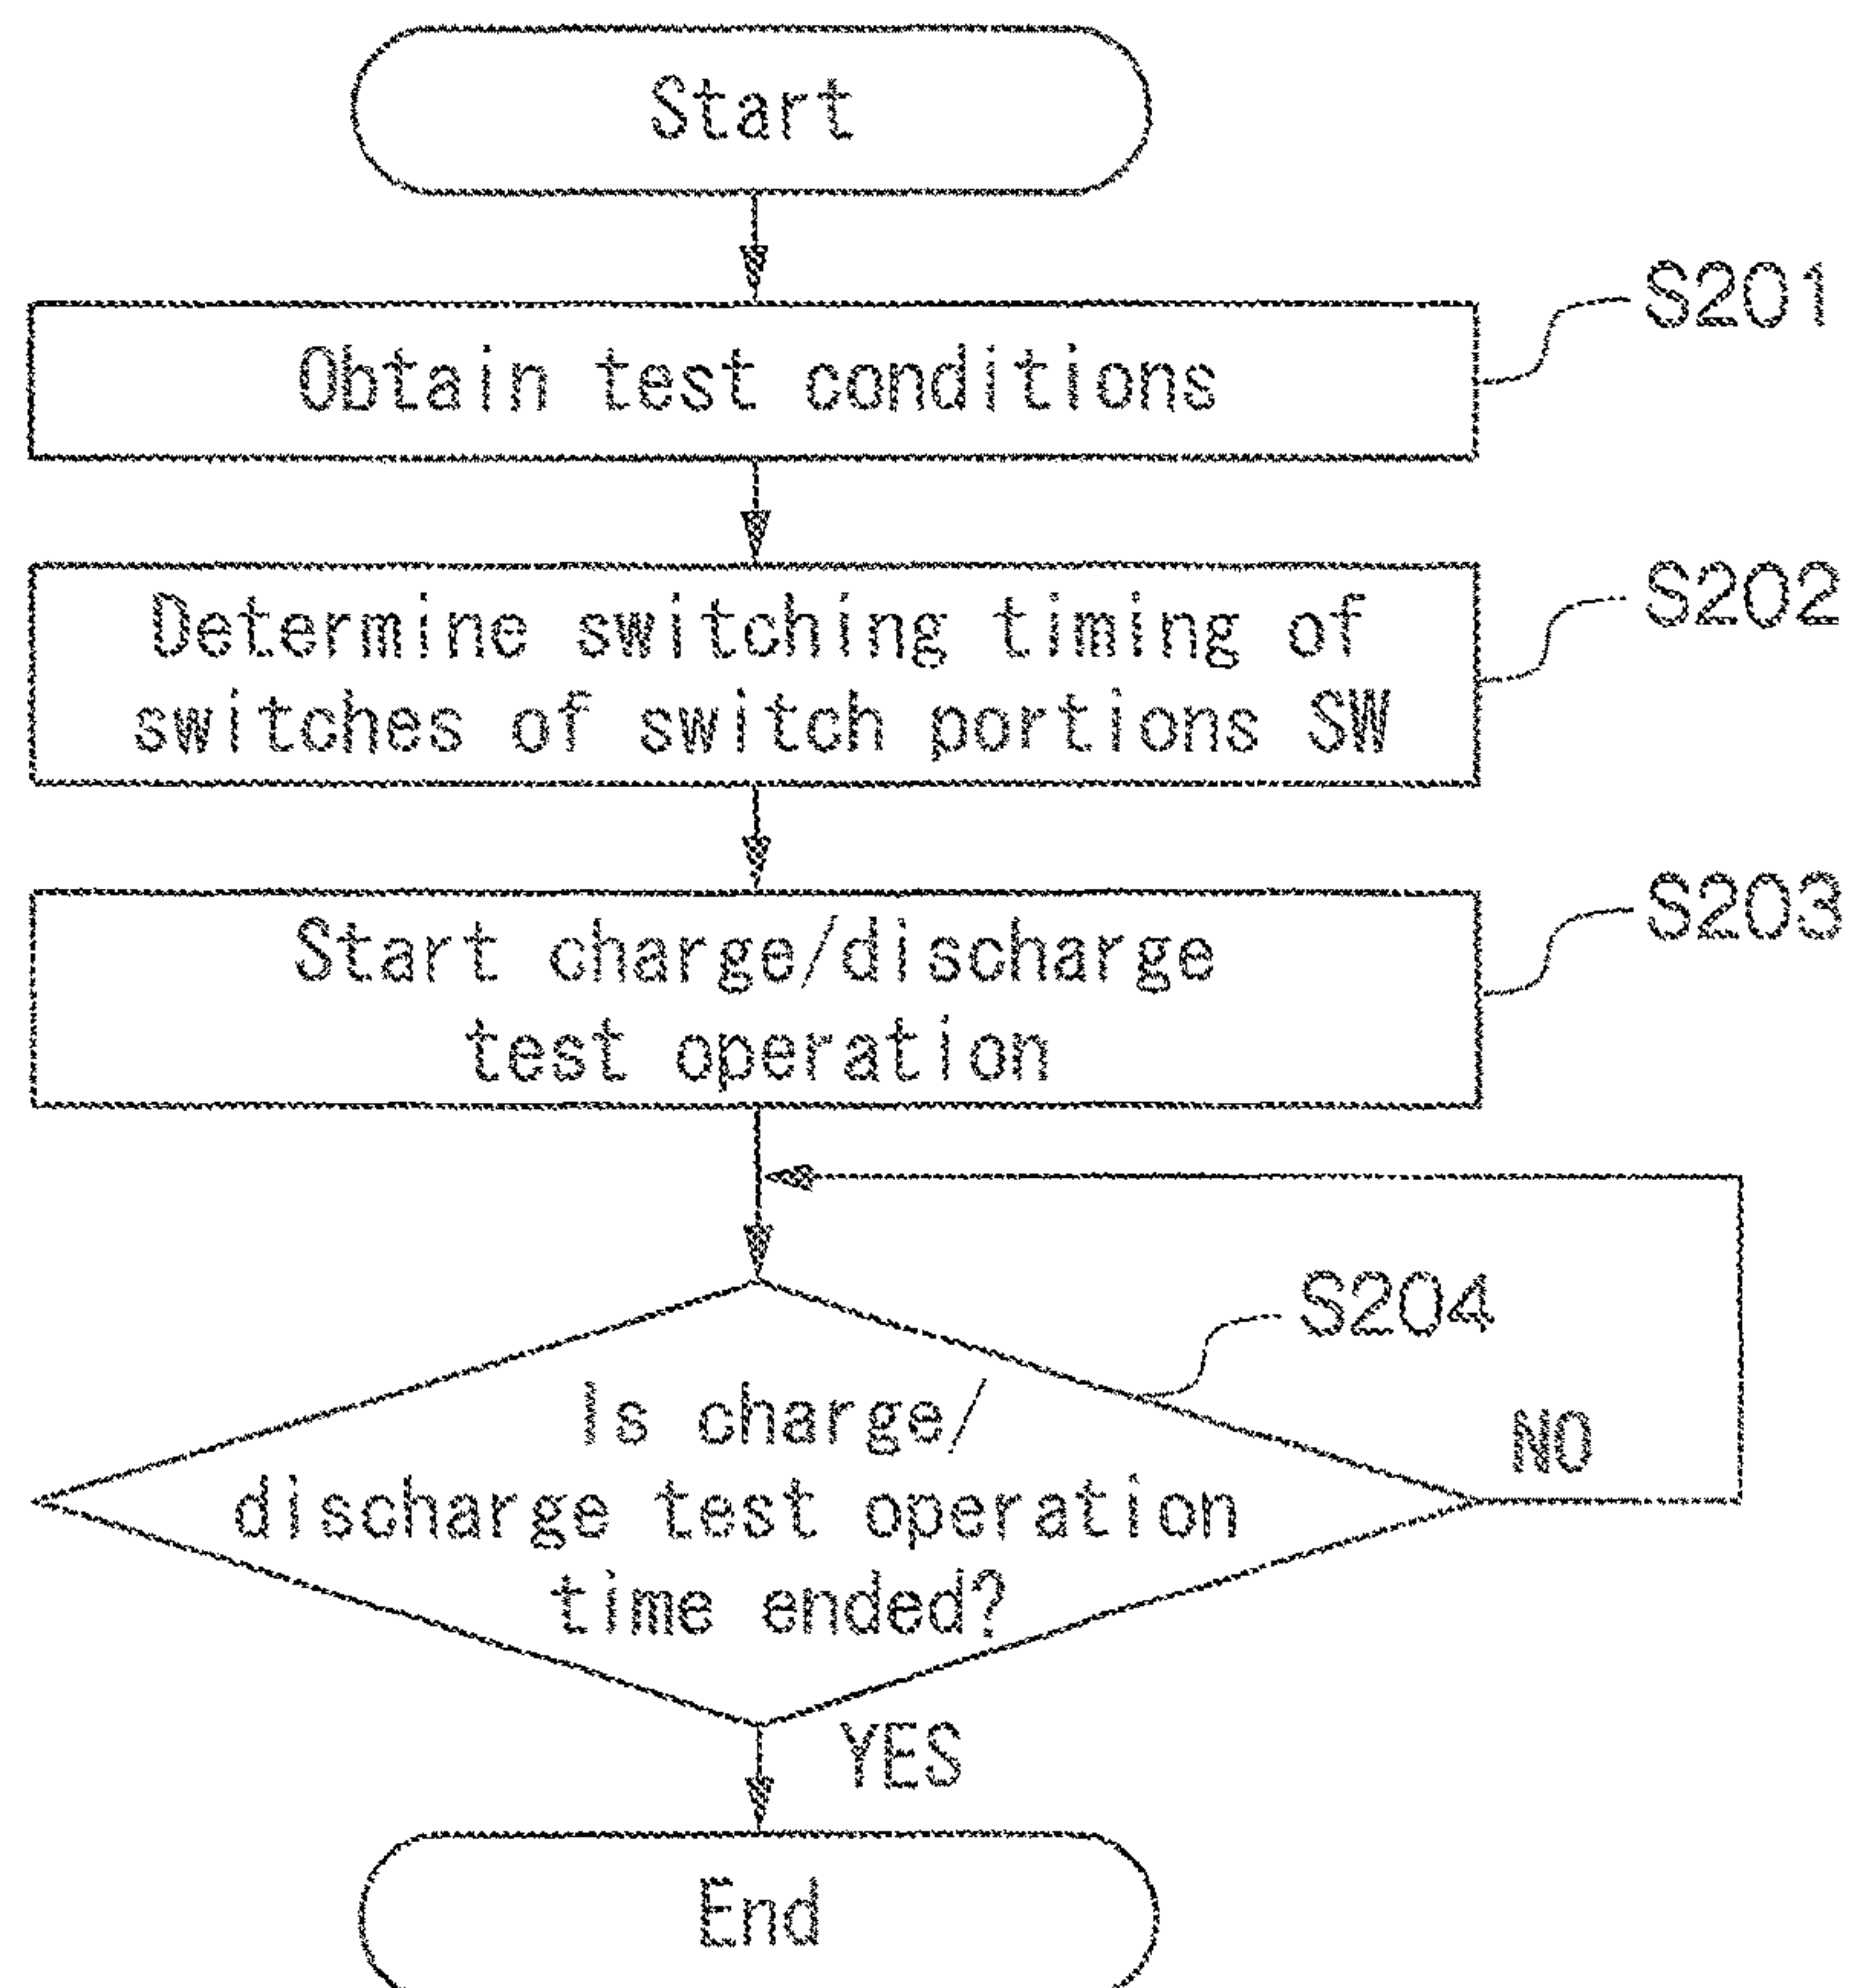 Start
S201
Obtain test conditions
S202
Determine switching timing of
switches of switch portions SW
S203
Start charge/discharge
test operation
S204
Is charge/
discharge test operation
time ended?
NO
YES
End